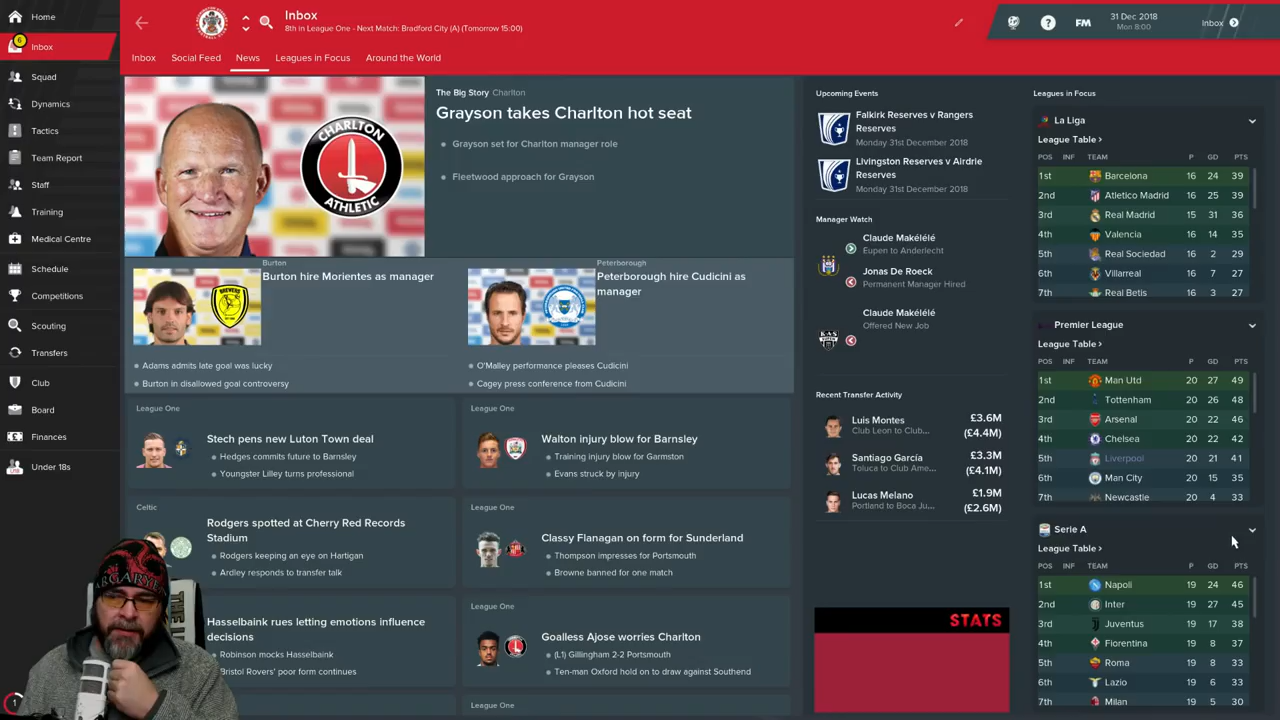 Home
6
Inbox
Squad
Dynamics
Tactics
Team Report
Staff
Training
Medical Centre
Schedule
Competitions
Scouting
Transfers
Club
Board
Finances
U18
Under 18s
1
Inbox
8th in League One - Next Match: Bradford City (A) (Tomorrow 15:00)
?
FM
31 Dec 2018
Mon 8:00
Inbox
Inbox
Social Feed
News
Leagues in Focus
Around the World
CHARLTON
ATHLETIC
The Big Story Charlton
Grayson takes Charlton hot seat
Grayson set for Charlton manager role
Fleetwood approach for Grayson
Burton
Burton hire Morientes as manager
BREWERS
Adams admits late goal was lucky
Burton in disallowed goal controversy
Peterborough
Peterborough hire Cudicini as
manager
O'Malley performance pleases Cudicini
Cagey press conference from Cudicini
League One
Stech pens new Luton Town deal
Hedges commits future to Barnsley
Youngster Lilley turns professional
League One
Walton injury blow for Barnsley
Training injury blow for Garmston
Evans struck by injury
Celtic
Rodgers spotted at Cherry Red Records
Stadium
Rodgers keeping an eye on Hartigan
Ardley responds to transfer talk
League One
Classy Flanagan on form for Sunderland
Thompson impresses for Portsmouth
Browne banned for one match
Hasselbaink rues letting emotions influence
decisions
Robinson mocks Hasselbaink
Bristol Rovers' poor form continues
League One
Goalless Ajose worries Charlton
(L1) Gillingham 2-2 Portsmouth
Ten-man Oxford hold on to draw against Southend
League One
Upcoming Events
Falkirk Reserves v Rangers
Reserves
Monday 31st December 2018
Livingston Reserves v Airdrie
Reserves
Monday 31st December 2018
Manager Watch
Claude Makélélé
Eupen to Anderlecht
Jonas De Roeck
Permanent Manager Hired
Claude Makélélé
Offered New Job
KAS
Recent Transfer Activity
Luis Montes
Club Leon to Club...
£3.6M
(£4.4M)
Santiago García
Toluca to Club Ame...
£3.3M
(£4.1M)
Lucas Melano
Portland to Boca Ju...
£1.9M
(£2.6M)
STATS
Leagues in Focus
La Liga
League Table
POS INF TEAM P GD PTS
1st Barcelona 16 24 39
2nd Atletico Madrid 16 25 39
3rd Real Madrid 15 31 36
4th Valencia 16 14 35
5th Real Sociedad 16 2 29
6th Villarreal 16 7 27
7th Real Betis 16 3 27
Premier League
League Table
POS INF TEAM P GD PTS
1st Man Utd 20 27 49
2nd Tottenham 20 26 48
3rd Arsenal 20 22 46
4th Chelsea 20 22 42
5th Liverpool 20 21 41
6th Man City 20 15 35
7th Newcastle 20 4 33
Serie A
League Table
POS INF TEAM P GD PTS
1st Napoli 19 24 46
2nd Inter 19 27 45
3rd Juventus 19 17 38
4th Fiorentina 19 8 37
5th Roma 19 8 33
6th Lazio 19 6 33
7th Milan 19 5 30
ARGARYE